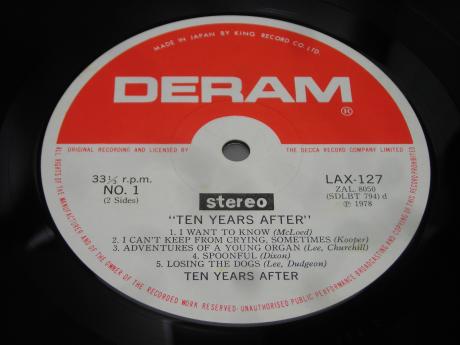 MADE IN JAPAN BY KING RECORD CO. LTD.
DERAM
®
ORIGINAL RECORDING AND LICENSED BY THE DECCA RECORD COMPANY LIMITED
33⅓ r.p.m.
NO. 1
(2 Sides)
stereo
LAX-127
ZAL. 8050
(SDLBT 794) d
Ⓟ 1978
"TEN YEARS AFTER"
1. I WANT TO KNOW (McLoed)
2. I CAN'T KEEP FROM CRYING, SOMETIMES (Kooper)
3. ADVENTURES OF A YOUNG ORGAN (Lee, Churchill)
4. SPOONFUL (Dixon)
5. LOSING THE DOGS (Lee, Dudgeon)
TEN YEARS AFTER
ALL RIGHTS OF THE MANUFACTURER AND OF THE OWNER OF THE RECORDED WORK RESERVED·UNAUTHORISED PUBLIC PERFORMANCE BROADCASTING AND COPYING OF THIS RECORD PROHIBITED